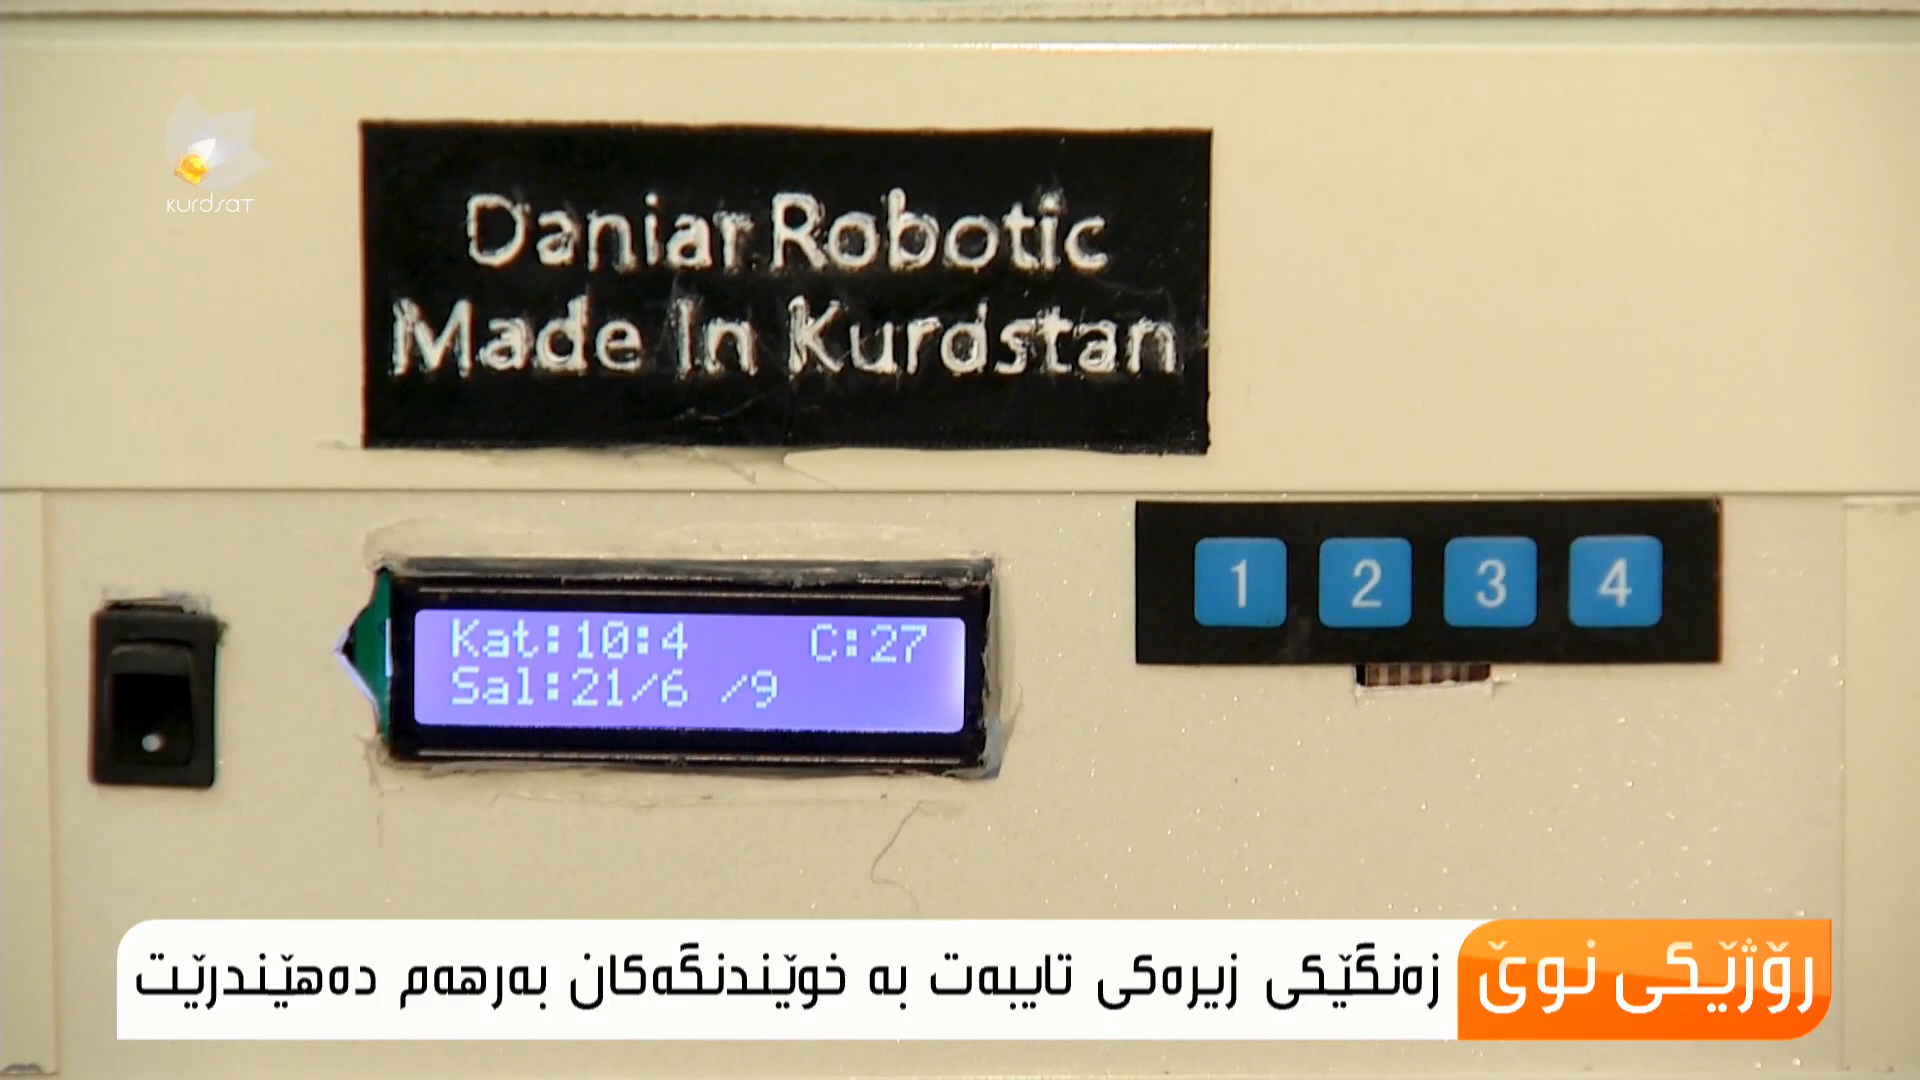 kurdsat
Daniar Robotic
Made In Kurdstan
Kat:10:4 C:27
Sal:21/6 /9
1 2 3 4
رۆژێکی نوێ
زەنگێکی زیرەکی تایبەت بە خوێندنگەکان بەرهەم دەهێندرێت